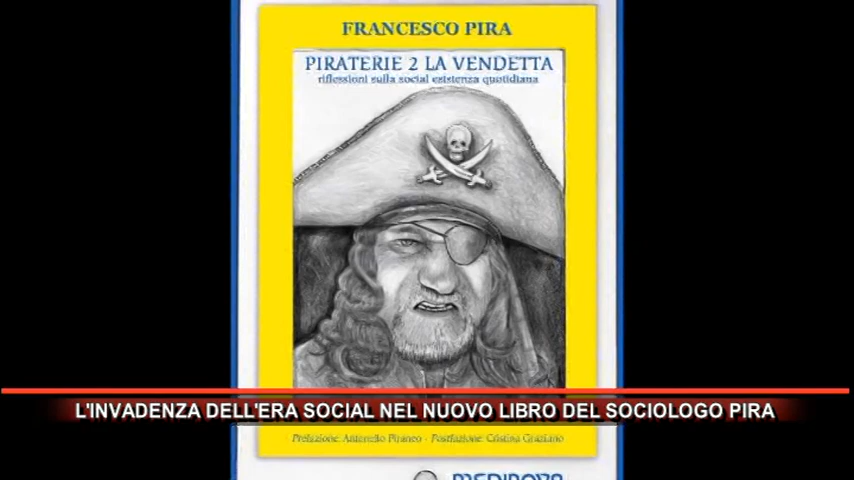 FRANCESCO PIRA
PIRATERIE 2 LA VENDETTA
riflessioni sulla social esistenza quotidiana
L'INVADENZA DELL'ERA SOCIAL NEL NUOVO LIBRO DEL SOCIOLOGO PIRA
Prefazione: Antonello Piraneo - Postfazione: Cristina Graziano
MEDINOVA